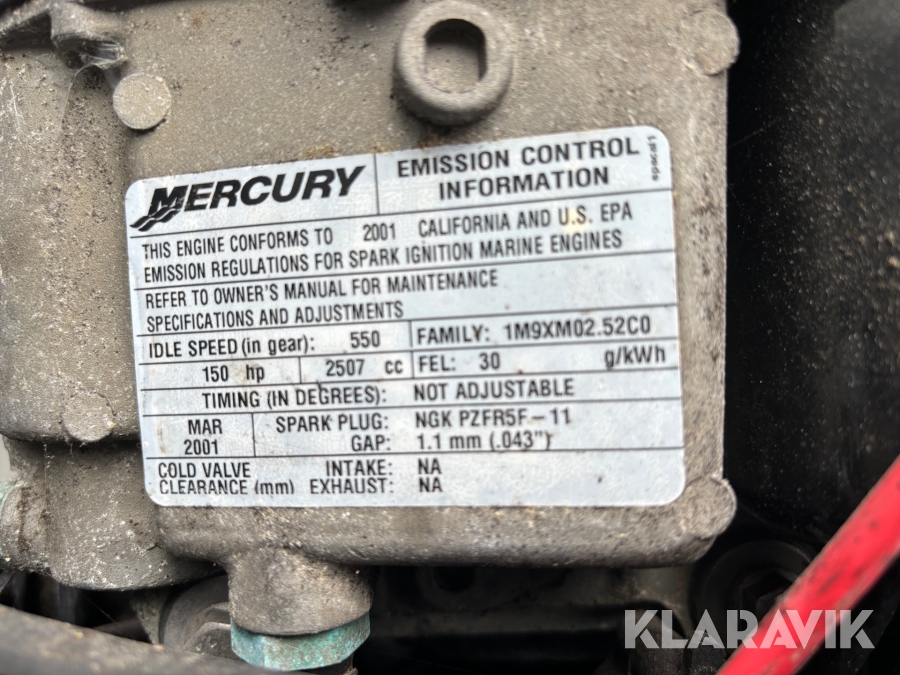 MERCURY
EMISSION CONTROL
INFORMATION
THIS ENGINE CONFORMS TO 2001 CALIFORNIA AND U.S. EPA
EMISSION REGULATIONS FOR SPARK IGNITION MARINE ENGINES
REFER TO OWNER'S MANUAL FOR MAINTENANCE
SPECIFICATIONS AND ADJUSTMENTS
IDLE SPEED (in gear): 550 FAMILY: 1M9XM02.52C0
150 hp 2507 cc FEL: 30 g/kWh
TIMING (IN DEGREES): NOT ADJUSTABLE
MAR
2001
SPARK PLUG: NGK PZFR5F-11
GAP: 1.1 mm (.043")
COLD VALVE
CLEARANCE (mm)
INTAKE: NA
EXHAUST: NA
KLARAVIK